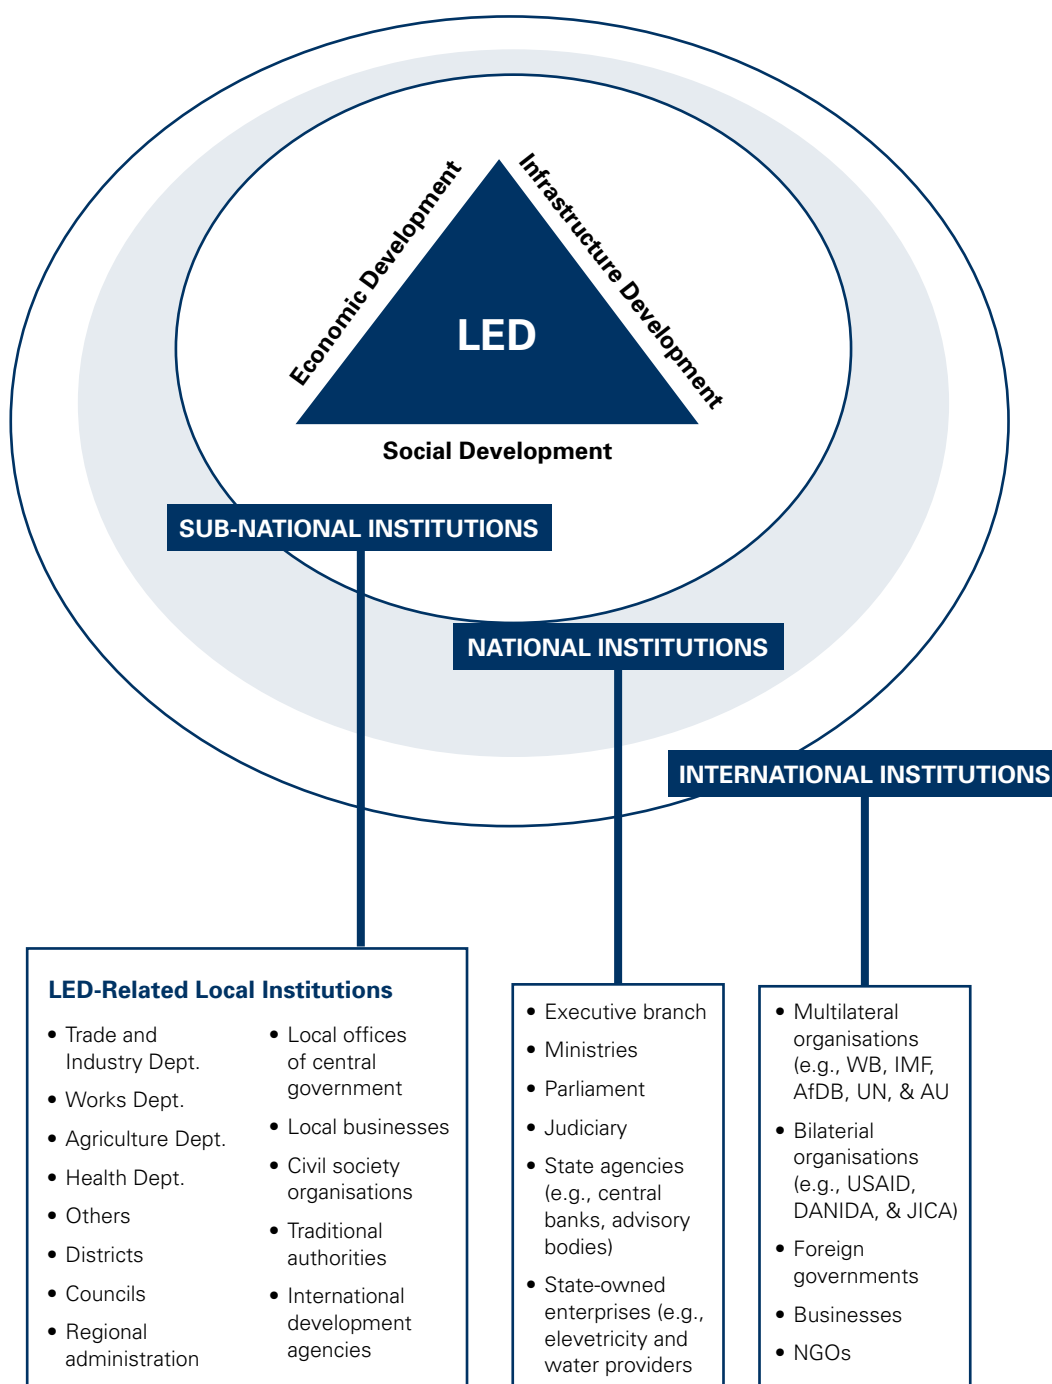 Economic Development
Infrastructure Development
LED
Social Development
SUB-NATIONAL INSTITUTIONS
NATIONAL INSTITUTIONS
INTERNATIONAL INSTITUTIONS
LED-Related Local Institutions
• Trade and
Industry Dept.
• Works Dept.
• Agriculture Dept.
• Health Dept.
• Others
• Districts
• Councils
• Regional
administration
• Local offices
of central
government
• Local businesses
• Civil society
organisations
• Traditional
authorities
• International
development
agencies
• Executive branch
• Ministries
• Parliament
• Judiciary
• State agencies
(e.g., central
banks, advisory
bodies)
• State-owned
enterprises (e.g.,
elevetricity and
water providers
• Multilateral
organisations
(e.g., WB, IMF,
AfDB, UN, & AU
• Bilaterial
organisations
(e.g., USAID,
DANIDA, & JICA)
• Foreign
governments
• Businesses
• NGOs